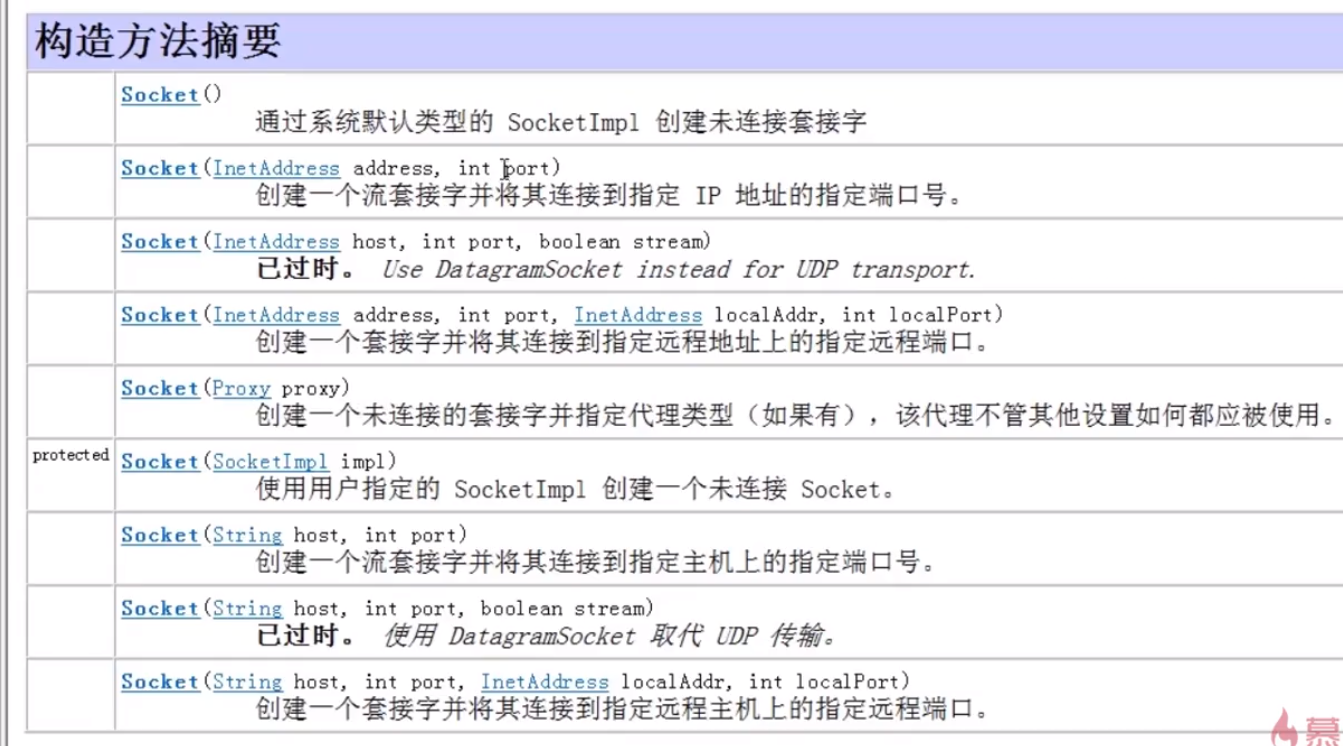 构造方法摘要
Socket()
通过系统默认类型的 SocketImpl 创建未连接套接字
Socket(InetAddress address, int port)
创建一个流套接字并将其连接到指定 IP 地址的指定端口号。
Socket(InetAddress host, int port, boolean stream)
已过时。 Use DatagramSocket instead for UDP transport.
Socket(InetAddress address, int port, InetAddress localAddr, int localPort)
创建一个套接字并将其连接到指定远程地址上的指定远程端口。
Socket(Proxy proxy)
创建一个未连接的套接字并指定代理类型（如果有），该代理不管其他设置如何都应被使用。
protected Socket(SocketImpl impl)
使用用户指定的 SocketImpl 创建一个未连接 Socket。
Socket(String host, int port)
创建一个流套接字并将其连接到指定主机上的指定端口号。
Socket(String host, int port, boolean stream)
已过时。 使用 DatagramSocket 取代 UDP 传输。
Socket(String host, int port, InetAddress localAddr, int localPort)
创建一个套接字并将其连接到指定远程主机上的指定远程端口。
慕